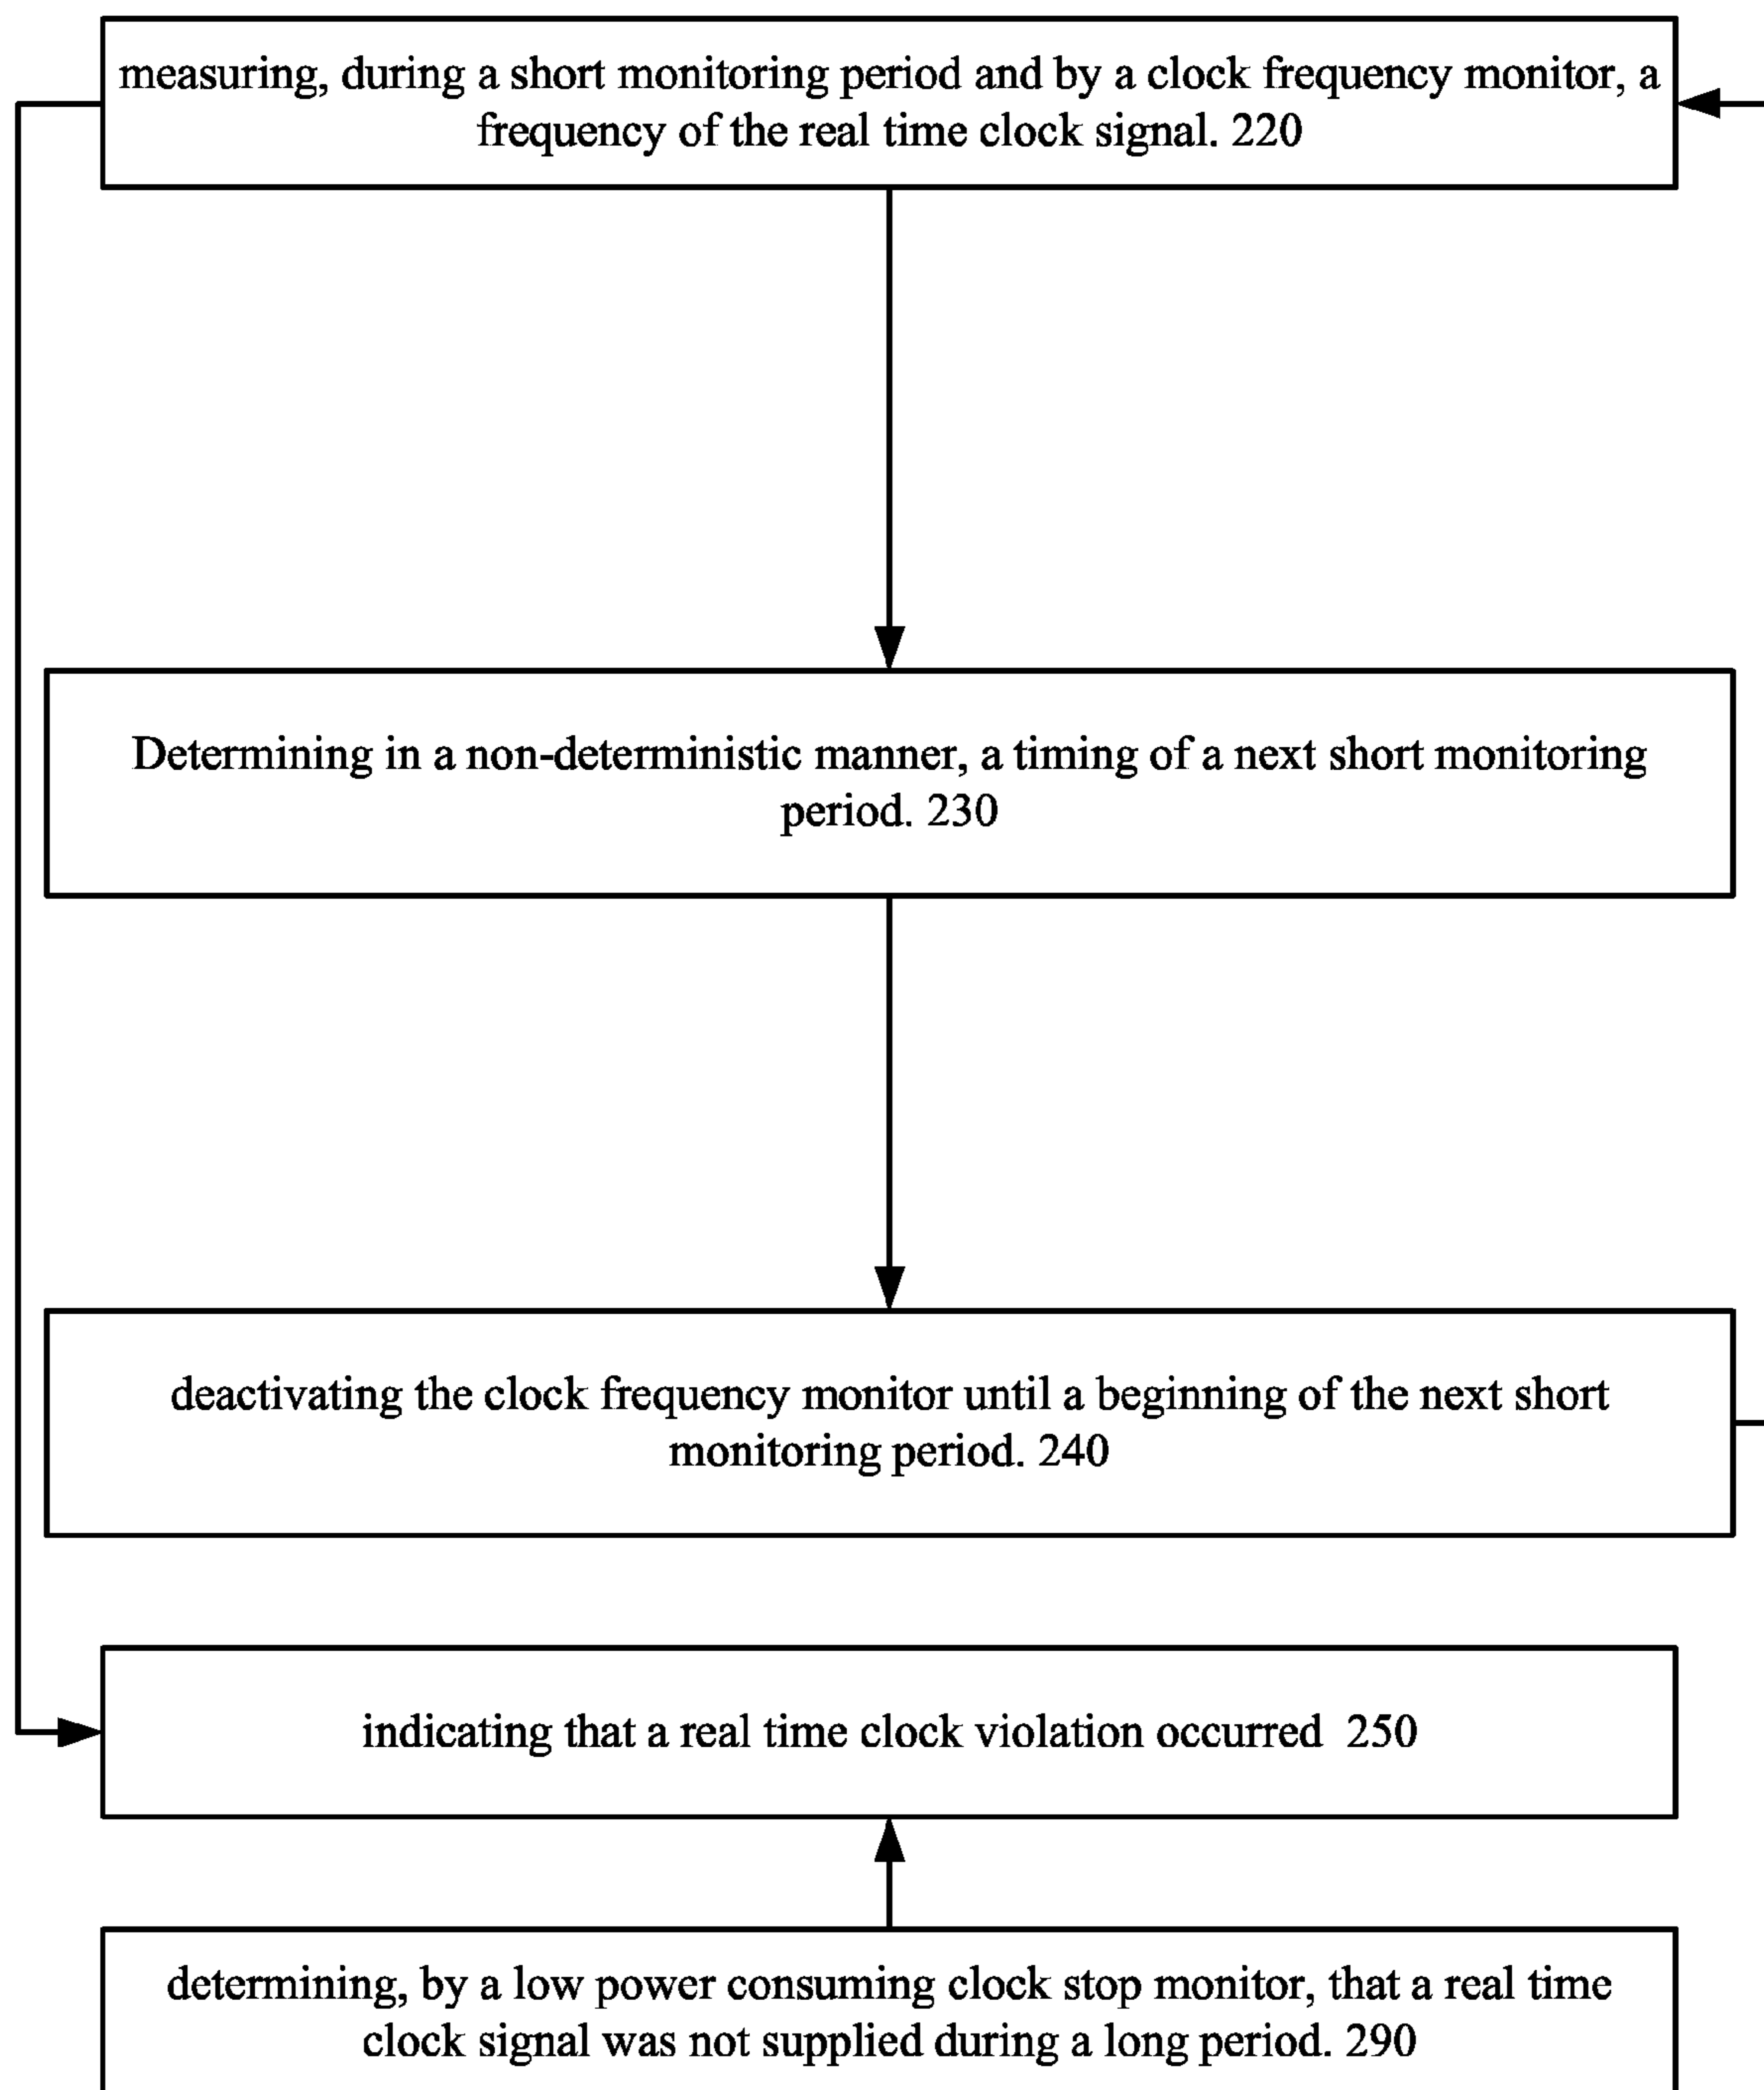 measuring, during a short monitoring period and by a clock frequency monitor, a
frequency of the real time clock signal. 220
Determining in a non-deterministic manner, a timing of a next short monitoring
period. 230
deactivating the clock frequency monitor until a beginning of the next short
monitoring period. 240
indicating that a real time clock violation occurred 250
determining, by a low power consuming clock stop monitor, that a real time
clock signal was not supplied during a long period. 290